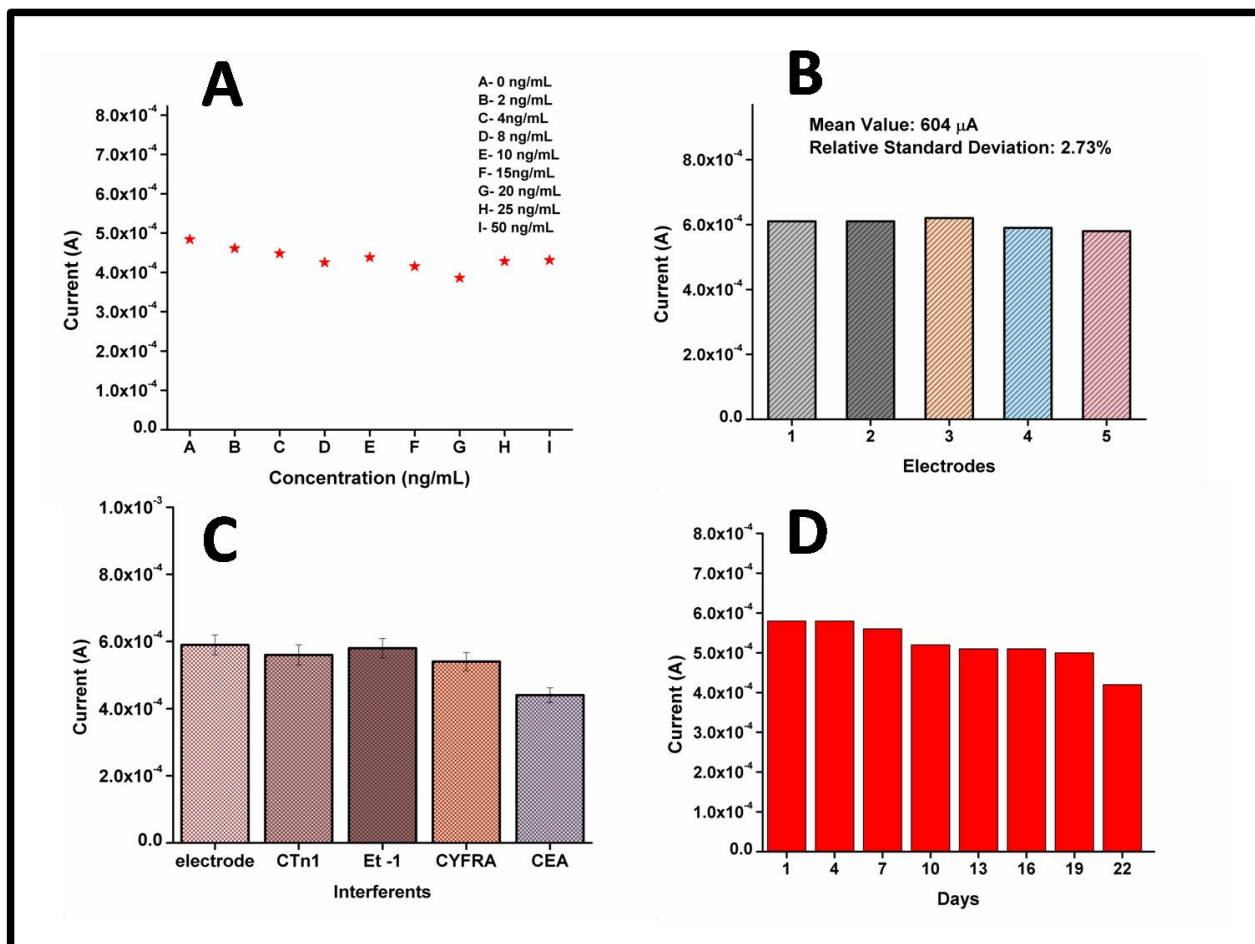 A
A- 0 ng/mL
B- 2 ng/mL
C- 4ng/mL
D- 8 ng/mL
E- 10 ng/mL
F- 15ng/mL
G- 20 ng/mL
H- 25 ng/mL
I- 50 ng/mL
8.0x10⁻⁴
7.0x10⁻⁴
6.0x10⁻⁴
5.0x10⁻⁴
4.0x10⁻⁴
3.0x10⁻⁴
2.0x10⁻⁴
1.0x10⁻⁴
0.0
Current (A)
A B C D E F G H I
Concentration (ng/mL)
B
Mean Value: 604 μA
Relative Standard Deviation: 2.73%
8.0x10⁻⁴
6.0x10⁻⁴
4.0x10⁻⁴
2.0x10⁻⁴
0.0
Current (A)
1 2 3 4 5
Electrodes
C
1.0x10⁻³
8.0x10⁻⁴
6.0x10⁻⁴
4.0x10⁻⁴
2.0x10⁻⁴
0.0
Current (A)
electrode CTn1 Et -1 CYFRA CEA
Interferents
D
8.0x10⁻⁴
7.0x10⁻⁴
6.0x10⁻⁴
5.0x10⁻⁴
4.0x10⁻⁴
3.0x10⁻⁴
2.0x10⁻⁴
1.0x10⁻⁴
0.0
Current (A)
1 4 7 10 13 16 19 22
Days